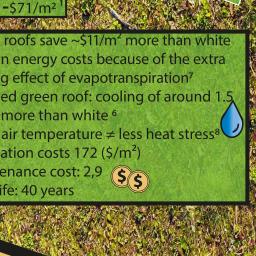 ~$71/m² ¹
roofs save ~$11/m² more than white
n energy costs because of the extra
g effect of evapotranspiration⁷
ed green roof: cooling of around 1.5
more than white ⁶
air temperature ≠ less heat stress⁸
ation costs 172 ($/m²)
enance cost: 2,9
ife: 40 years
$
$